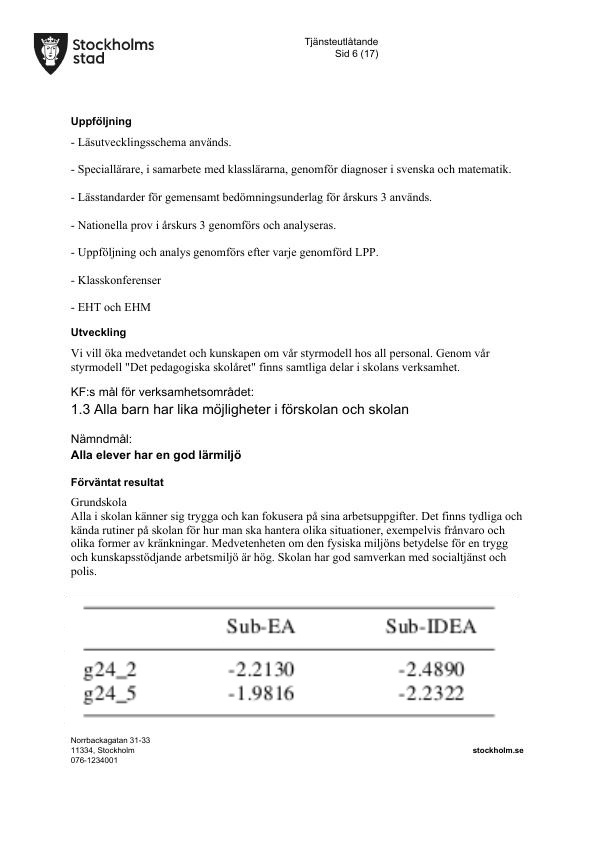 Stockholms
stad
Tjänsteutlåtande
Sid 6 (17)
Uppföljning
- Läsutvecklingsschema används.
- Speciallärare, i samarbete med klasslärarna, genomför diagnoser i svenska och matematik.
- Lässtandarder för gemensamt bedömningsunderlag för årskurs 3 används.
- Nationella prov i årskurs 3 genomförs och analyseras.
- Uppföljning och analys genomförs efter varje genomförd LPP.
- Klasskonferenser
- EHT och EHM
Utveckling
Vi vill öka medvetandet och kunskapen om vår styrmodell hos all personal. Genom vår
styrmodell "Det pedagogiska skolåret" finns samtliga delar i skolans verksamhet.
KF:s mål för verksamhetsområdet:
1.3 Alla barn har lika möjligheter i förskolan och skolan
Nämndmål:
Alla elever har en god lärmiljö
Förväntat resultat
Grundskola
Alla i skolan känner sig trygga och kan fokusera på sina arbetsuppgifter. Det finns tydliga och
kända rutiner på skolan för hur man ska hantera olika situationer, exempelvis frånvaro och
olika former av kränkningar. Medvetenheten om den fysiska miljöns betydelse för en trygg
och kunskapsstödjande arbetsmiljö är hög. Skolan har god samverkan med socialtjänst och
polis.
Sub-EA Sub-IDEA
g24_2 -2.2130 -2.4890
g24_5 -1.9816 -2.2322
Norrbackagatan 31-33
11334, Stockholm
076-1234001
stockholm.se